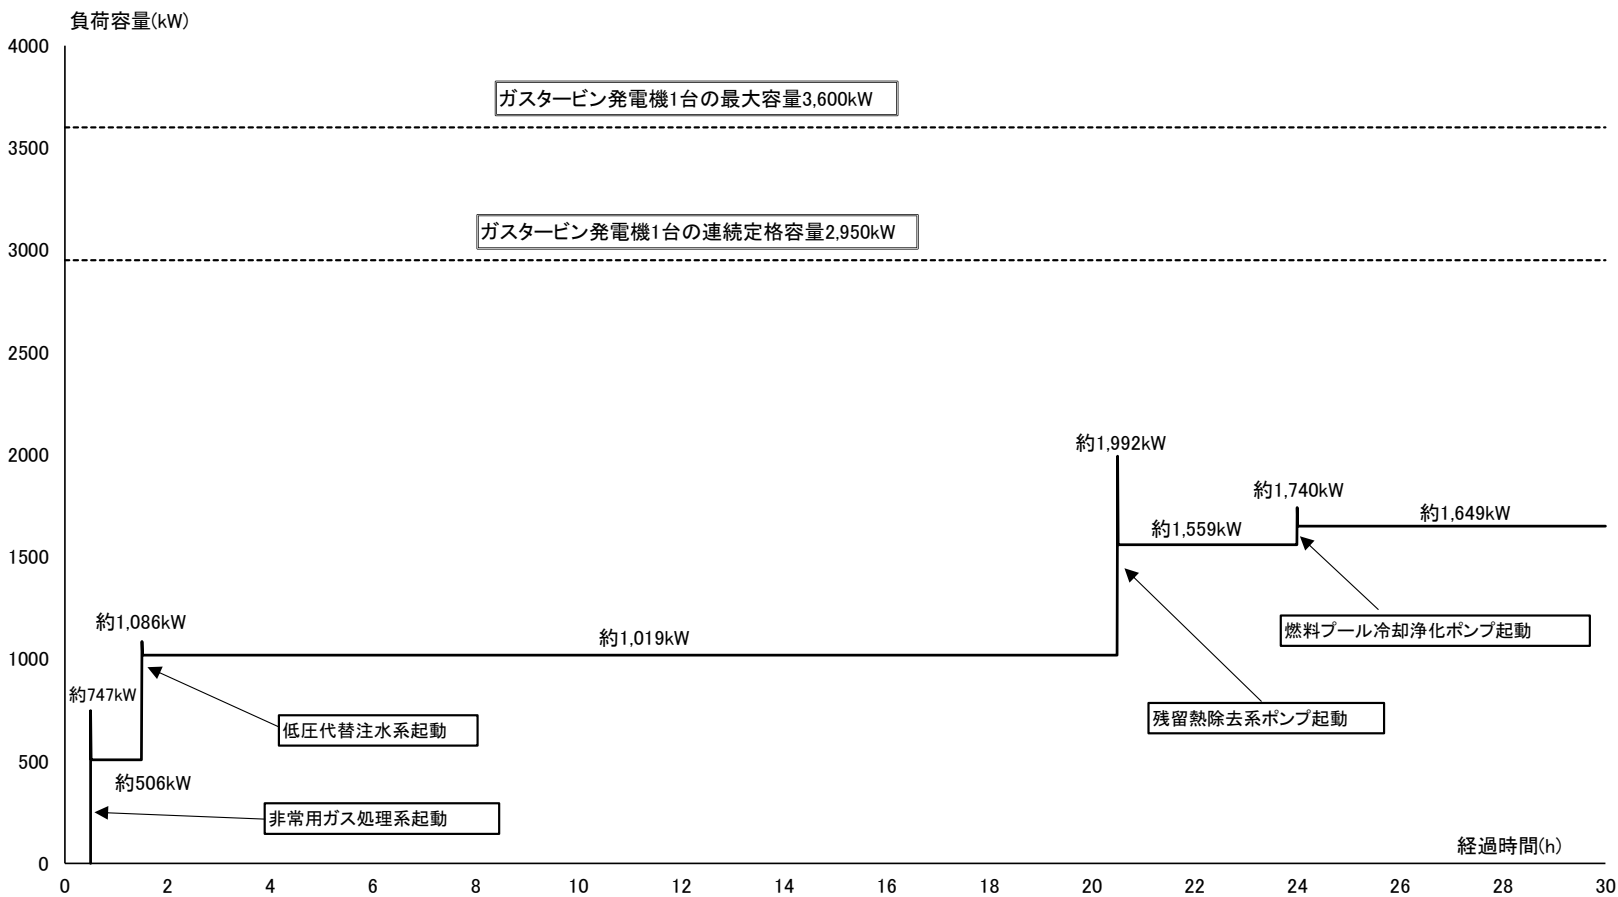 負荷容量(kW)
4000
ガスタービン発電機1台の最大容量3,600kW
3500
ガスタービン発電機1台の連続定格容量2,950kW
3000
2500
2000
約1,992kW
約1,740kW
約1,649kW
約1,559kW
1500
約1,086kW
約1,019kW
燃料プール冷却浄化ポンプ起動
1000
約747kW
残留熱除去系ポンプ起動
低圧代替注水系起動
500
約506kW
非常用ガス処理系起動
経過時間(h)
0
0 2 4 6 8 10 12 14 16 18 20 22 24 26 28 30